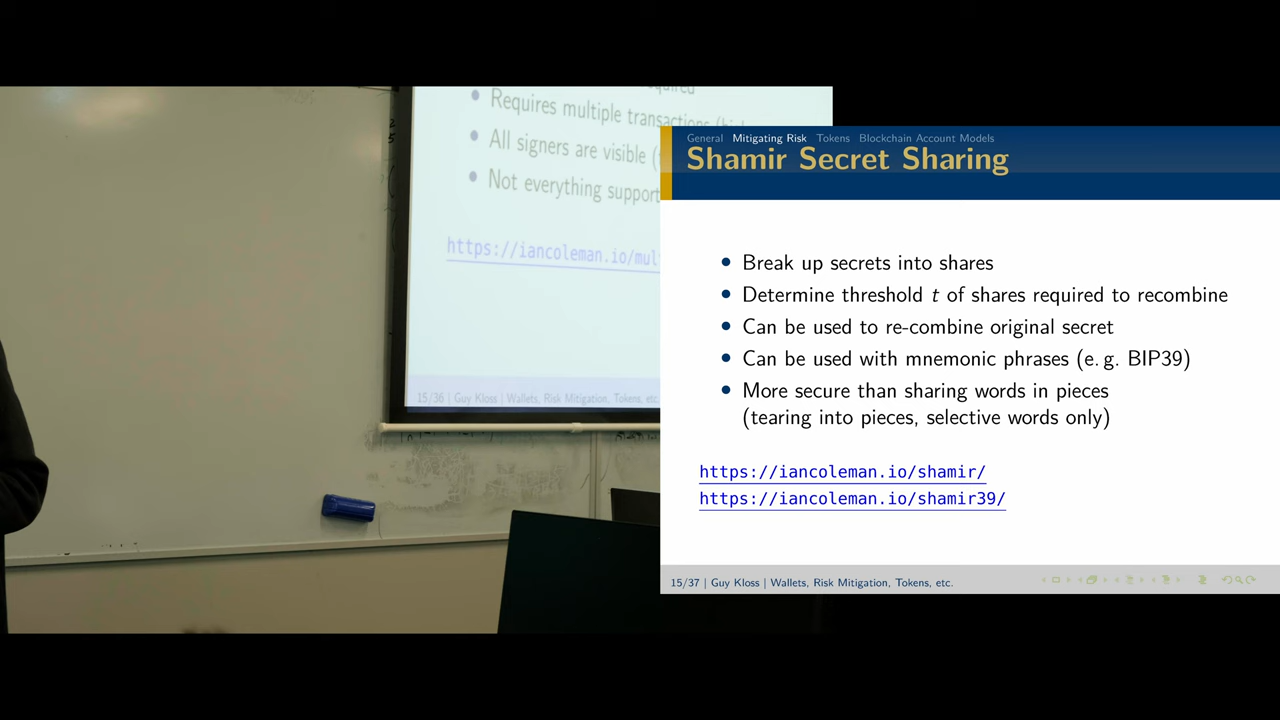 Requires multiple transactions
All signers are visible
Not everything
https://iancoleman.io/
15/36 | Guy Kloss | Wallets, Risk Mitigation, Tokens, etc.
General Mitigating Risk Tokens Blockchain Account Models
Shamir Secret Sharing
• Break up secrets into shares
• Determine threshold t of shares required to recombine
• Can be used to re-combine original secret
• Can be used with mnemonic phrases (e. g. BIP39)
• More secure than sharing words in pieces
(tearing into pieces, selective words only)
https://iancoleman.io/shamir/
https://iancoleman.io/shamir39/
15/37 | Guy Kloss | Wallets, Risk Mitigation, Tokens, etc.